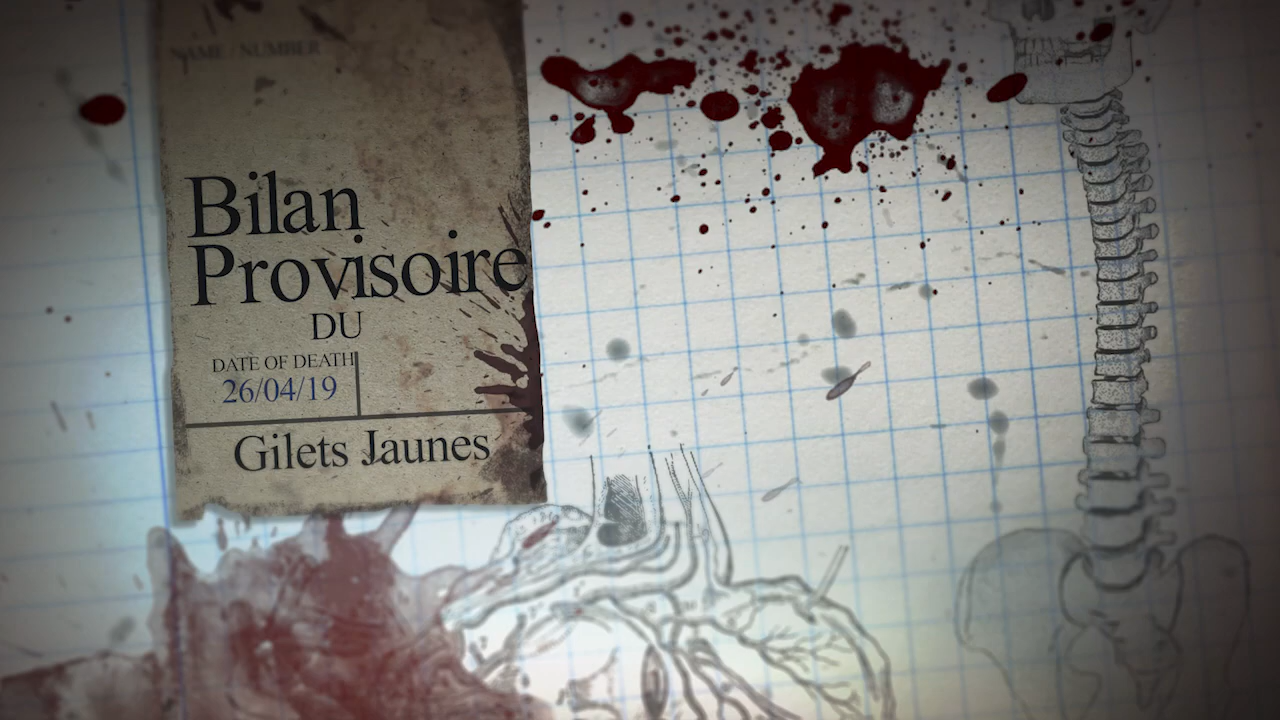 NAME / NUMBER
Bilan
Provisoire
DU
DATE OF DEATH
26/04/19
Gilets Jaunes